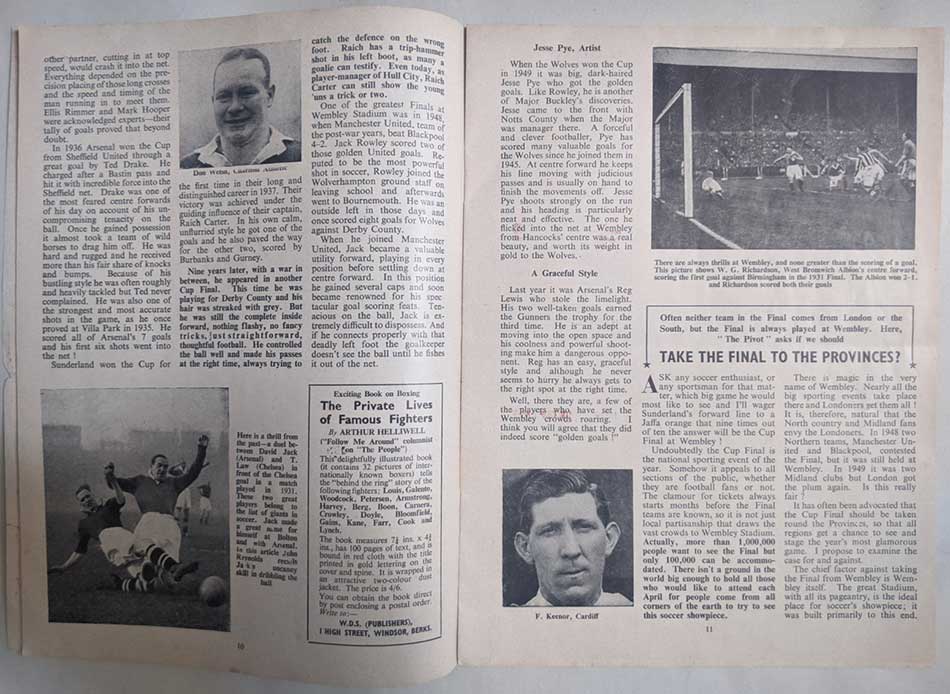 other partner, cutting in at top
speed, would crash it into the net.
Everything depended on the pre-
cision placing of those long crosses
and the speed and timing of the
man running in to meet them.
Ellis Rimmer and Mark Hooper
were acknowledged experts—their
tally of goals proved that beyond
doubt.
In 1936 Arsenal won the Cup
from Sheffield United through a
great goal by Ted Drake. He
charged after a Bastin pass and
hit it with incredible force into the
Sheffield net. Drake was one of
the most feared centre forwards
of his day on account of his un-
compromising tenacity on the
ball. Once he gained possession
it almost took a team of wild
horses to drag him off. He was
hard and rugged and he received
more than his fair share of knocks
and bumps. Because of his
bustling style he was often roughly
and heavily tackled but Ted never
complained. He was also one of
the strongest and most accurate
shots in the game, as he once
proved at Villa Park in 1935. He
scored all of Arsenal's 7 goals
and his first six shots went into
the net !
Sunderland won the Cup for
Don Welsh, Charlton Athletic
the first time in their long and
distinguished career in 1937. Their
victory was achieved under the
guiding influence of their captain,
Raich Carter. In his own calm,
unflurried style he got one of the
goals and he also paved the way
for the other two, scored by
Burbanks and Gurney.
Nine years later, with a war in
between, he appeared in another
Cup Final. This time he was
playing for Derby County and his
hair was streaked with grey. But
he was still the complete inside
forward, nothing flashy, no fancy
tricks, just straightforward,
thoughtful football. He controlled
the ball well and made his passes
at the right time, always trying to
catch the defence on the wrong
foot. Raich has a trip-hammer
shot in his left boot, as many a
goalie can testify. Even today, as
player-manager of Hull City, Raich
Carter can still show the young
'uns a trick or two.
One of the greatest Finals at
Wembley Stadium was in 1948,
when Manchester United, team of
the post-war years, beat Blackpool
4–2. Jack Rowley scored two of
those golden United goals. Re-
puted to be the most powerful
shot in soccer, Rowley joined the
Wolverhampton ground staff on
leaving school and afterwards
went to Bournemouth. He was an
outside left in those days and
once scored eight goals for Wolves
against Derby County.
When he joined Manchester
United, Jack became a valuable
utility forward, playing in every
position before settling down at
centre forward. In this position
he gained several caps and soon
became renowned for his spec-
tacular goal scoring feats. Ten-
acious on the ball, Jack is ex-
tremely difficult to dispossess. And
if he connects properly with that
deadly left foot the goalkeeper
doesn't see the ball until he fishes
it out of the net.
Here is a thrill from
the past—a duel be-
tween David Jack
(Arsenal) and T.
Law (Chelsea) in
front of the Chelsea
goal in a match
played in 1931.
These two great
players belong to
the list of giants in
soccer. Jack made
a great name for
himself at Bolton
and with Arsenal.
In this article John
Reynolds recalls
Jack's uncanny
skill in dribbling the
ball
Exciting Book on Boxing
The Private Lives
of Famous Fighters
By ARTHUR HELLIWELL
("Follow Me Around" columnist
on "The People")
This delightfully illustrated book
(it contains 32 pictures of inter-
nationally known boxers) tells
the "behind the ring" story of the
following fighters; Louis, Galento,
Woodcock, Petersen, Armstrong,
Harvey, Berg, Boon, Carnera,
Crowley, Doyle, Bloomfield,
Gains, Kane, Farr, Cook and
Lynch.
The book measures 7¼ ins. x 4¾
ins., has 100 pages of text, and is
bound in red cloth with the title
printed in gold lettering on the
cover and spine. It is wrapped in
an attractive two-colour dust
jacket. The price is 4/6.
You can obtain the book direct
by post enclosing a postal order.
Write to:—
W.D.S. (PUBLISHERS),
1 HIGH STREET, WINDSOR, BERKS.
10
Jesse Pye, Artist
When the Wolves won the Cup
in 1949 it was big, dark-haired
Jesse Pye who got the golden
goals. Like Rowley, he is another
of Major Buckley's discoveries.
Jesse came to the front with
Notts County when the Major
was manager there. A forceful
and clever footballer, Pye has
scored many valuable goals for
the Wolves since he joined them in
1945. At centre forward he keeps
his line moving with judicious
passes and is usually on hand to
finish the movements off. Jesse
Pye shoots strongly on the run
and his heading is particularly
neat and effective. The one he
flicked into the net at Wembley
from Hancocks' centre was a real
beauty, and worth its weight in
gold to the Wolves.
A Graceful Style
Last year it was Arsenal's Reg
Lewis who stole the limelight.
His two well-taken goals earned
the Gunners the trophy for the
third time. He is an adept at
moving into the open space and
his coolness and powerful shoot-
ing make him a dangerous oppo-
nent. Reg has an easy, graceful
style and although he never
seems to hurry he always gets to
the right spot at the right time.
Well, there they are, a few of
the players who have set the
Wembley crowds roaring. I
think you will agree that they did
indeed score "golden goals !"
F. Keenor, Cardiff
There are always thrills at Wembley, and none greater than the scoring of a goal.
This picture shows W. G. Richardson, West Bromwich Albion's centre forward,
scoring the first goal against Birmingham in the 1931 Final. The Albion won 2–1.
and Richardson scored both their goals
Often neither team in the Final comes from London or the
South, but the Final is always played at Wembley. Here,
"The Pivot" asks if we should
TAKE THE FINAL TO THE PROVINCES?
ASK any soccer enthusiast, or
any sportsman for that mat-
ter, which big game he would
most like to see and I'll wager
Sunderland's forward line to a
Jaffa orange that nine times out
of ten the answer will be the Cup
Final at Wembley !
Undoubtedly the Cup Final is
the national sporting event of the
year. Somehow it appeals to all
sections of the public, whether
they are football fans or not.
The clamour for tickets always
starts months before the Final
teams are known, so it is not just
local partisanship that draws the
vast crowds to Wembley Stadium.
Actually, more than 1,000,000
people want to see the Final but
only 100,000 can be accommo-
dated. There isn't a ground in the
world big enough to hold all those
who would like to attend each
April for people come from all
corners of the earth to try to see
this soccer showpiece.
There is magic in the very
name of Wembley. Nearly all the
big sporting events take place
there and Londoners get them all !
It is, therefore, natural that the
North country and Midland fans
envy the Londoners. In 1948 two
Northern teams, Manchester Uni-
ted and Blackpool, contested
the Final, but it was still held at
Wembley. In 1949 it was two
Midland clubs but London got
the plum again. Is this really
fair ?
It has often been advocated that
the Cup Final should be taken
round the Provinces, so that all
regions get a chance to see and
stage the year's most glamorous
game. I propose to examine the
case for and against.
The chief factor against taking
the Final from Wembley is Wem-
bley itself. The great Stadium,
with all its pageantry, is the ideal
place for soccer's showpiece; it
was built primarily to this end.
11